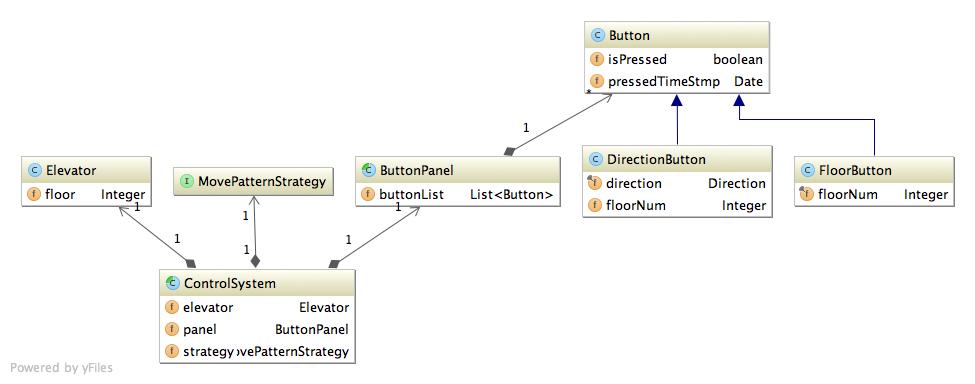 Button
isPressed boolean
pressedTimeStmp Date
*
1
Elevator
floor Integer
MovePatternStrategy
ButtonPanel
buttonList List<Button>
DirectionButton
direction Direction
floorNum Integer
FloorButton
floorNum Integer
1
1
1
1
1
1
ControlSystem
elevator Elevator
panel ButtonPanel
strategy ovePatternStrategy
Powered by yFiles